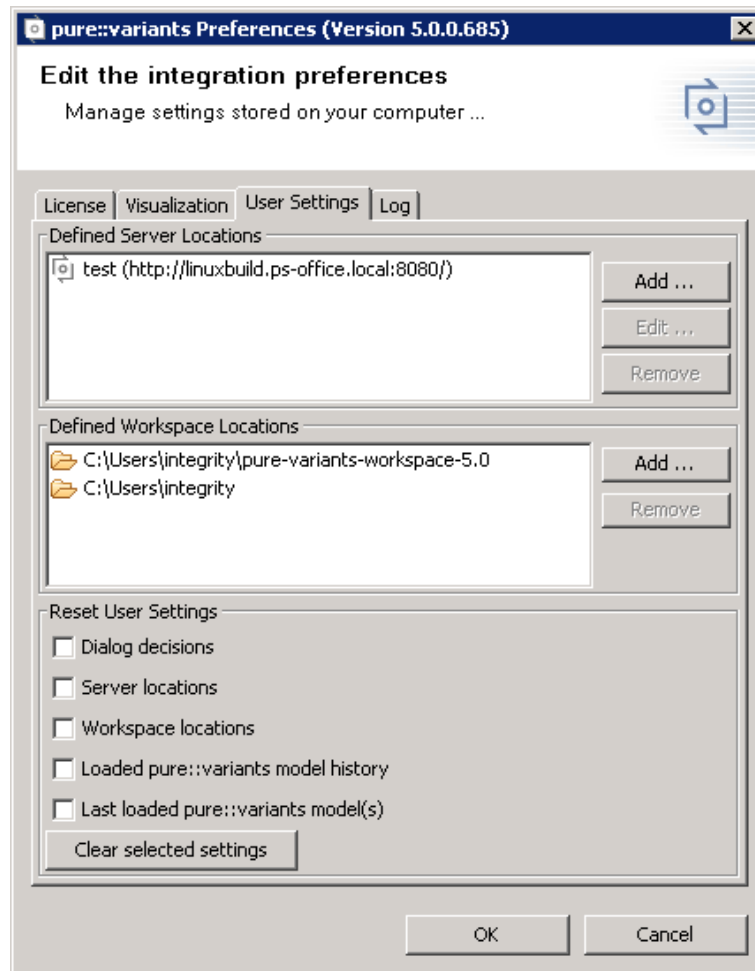 pure::variants Preferences (Version 5.0.0.685)
Edit the integration preferences
Manage settings stored on your computer ...
License Visualization User Settings Log
Defined Server Locations
test (http://linuxbuild.ps-office.local:8080/)
Add ...
Edit ...
Remove
Defined Workspace Locations
C:\Users\integrity\pure-variants-workspace-5.0
C:\Users\integrity
Add ...
Remove
Reset User Settings
Dialog decisions
Server locations
Workspace locations
Loaded pure::variants model history
Last loaded pure::variants model(s)
Clear selected settings
OK Cancel